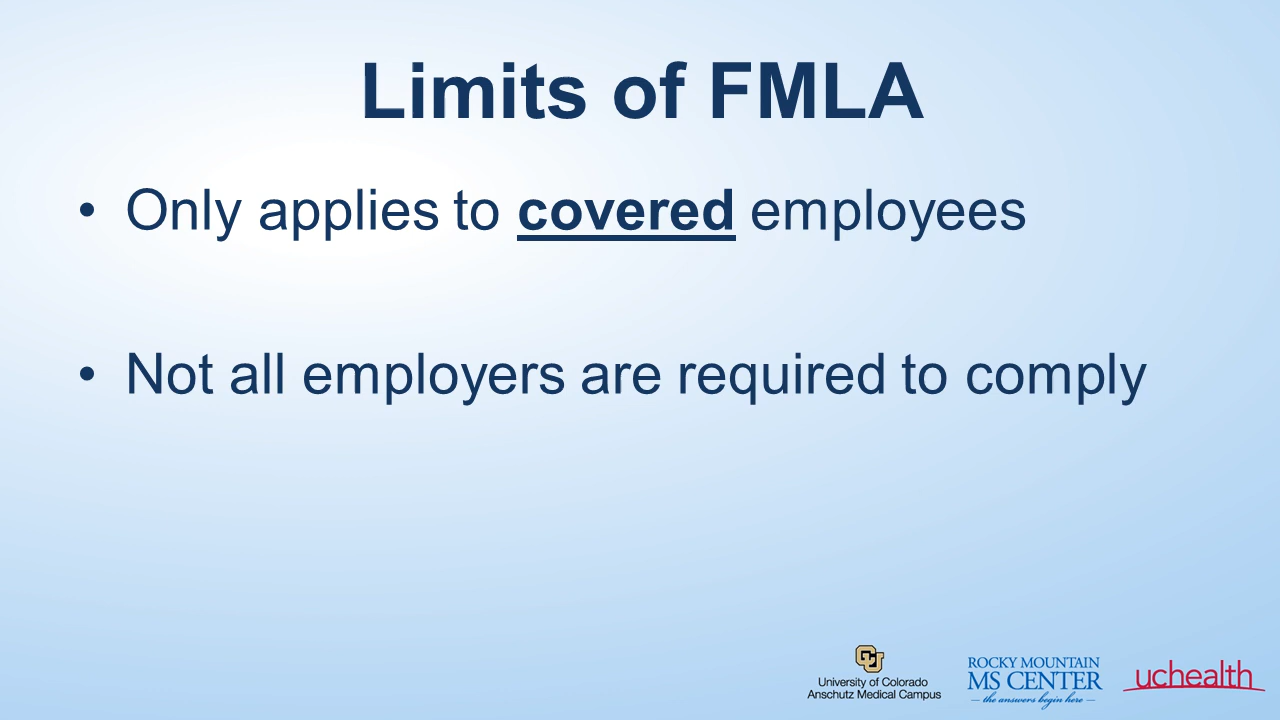 Limits of FMLA
• Only applies to covered employees
• Not all employers are required to comply
CU
University of Colorado
Anschutz Medical Campus
ROCKY MOUNTAIN
MS CENTER
— the answers begin here —
uchealth